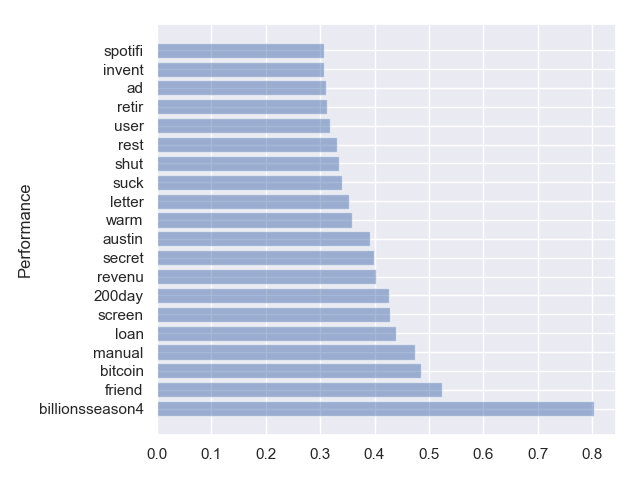 spotifi
invent
ad
retir
user
rest
shut
suck
letter
warm
austin
secret
revenu
200day
screen
loan
manual
bitcoin
friend
billionsseason4
Performance
0.0 0.1 0.2 0.3 0.4 0.5 0.6 0.7 0.8